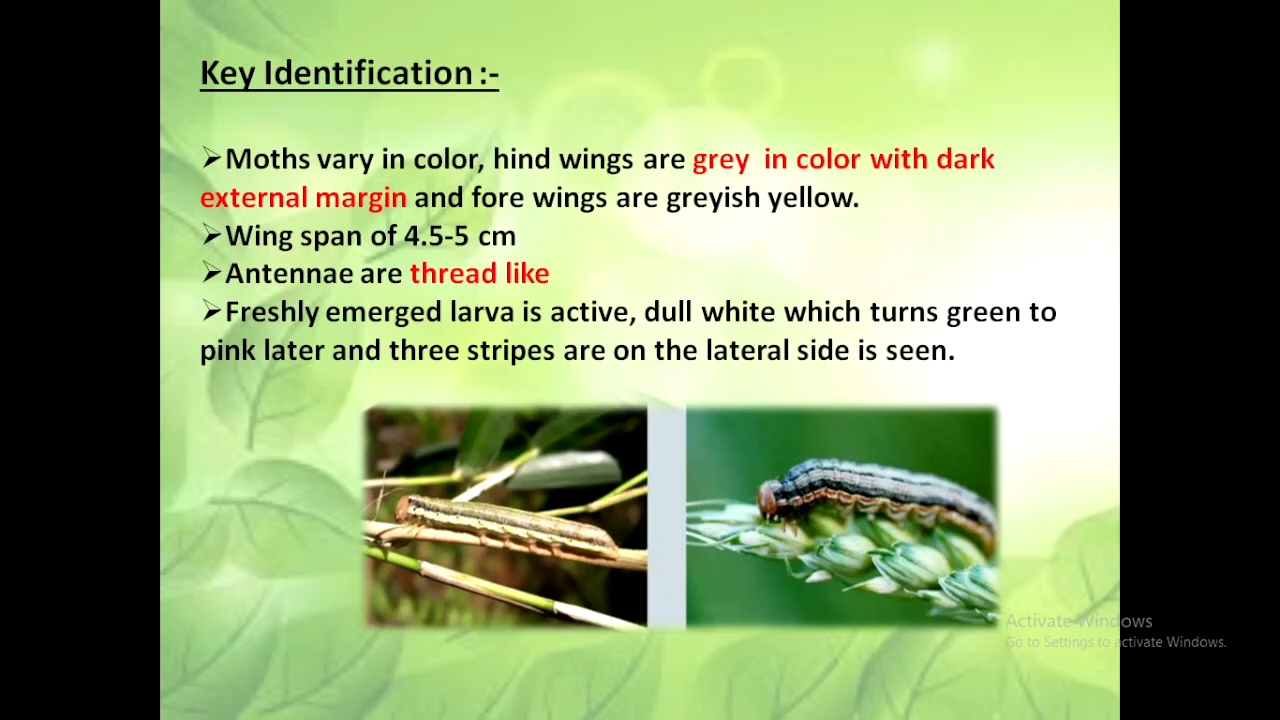 Key Identification :-
➢Moths vary in color, hind wings are grey in color with dark
external margin and fore wings are greyish yellow.
➢Wing span of 4.5-5 cm
➢Antennae are thread like
➢Freshly emerged larva is active, dull white which turns green to
pink later and three stripes are on the lateral side is seen.
Activate Windows
Go to Settings to activate Windows.